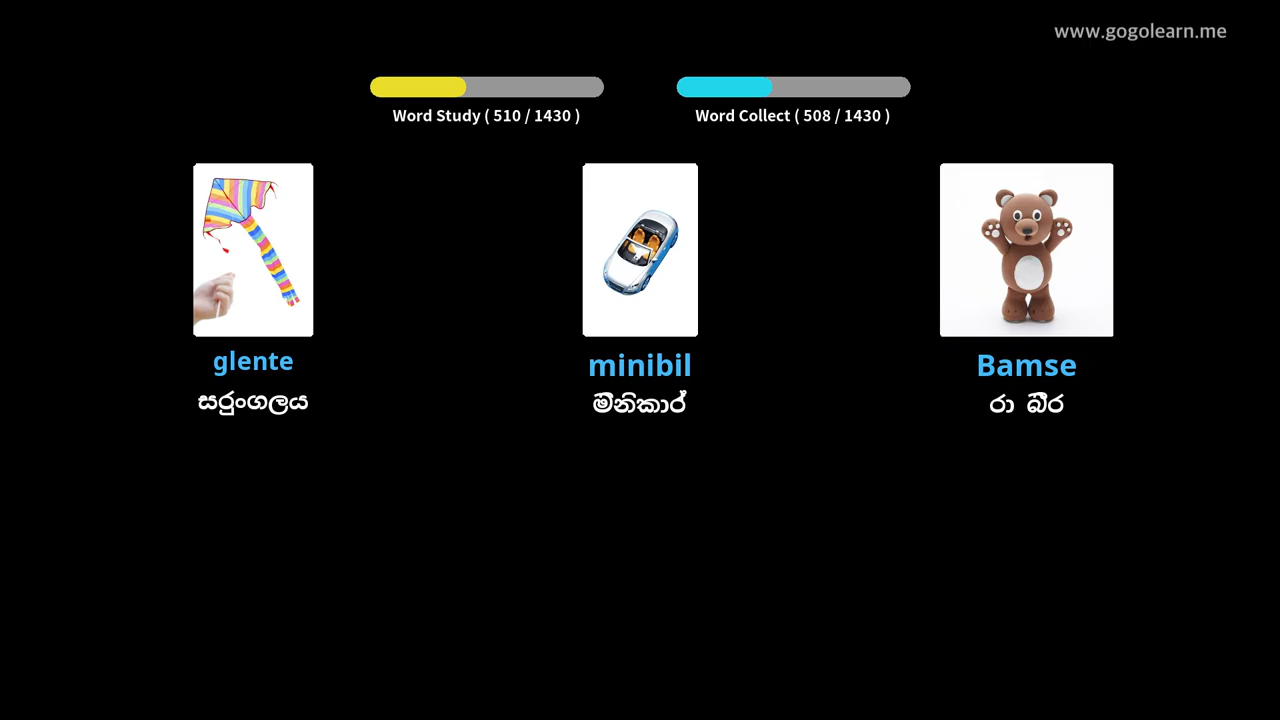 www.gogolearn.me
Word Study ( 510 / 1430 )
Word Collect ( 508 / 1430 )
glente
සරුංගලය
minibil
මිනිකාර්
Bamse
රා බීර